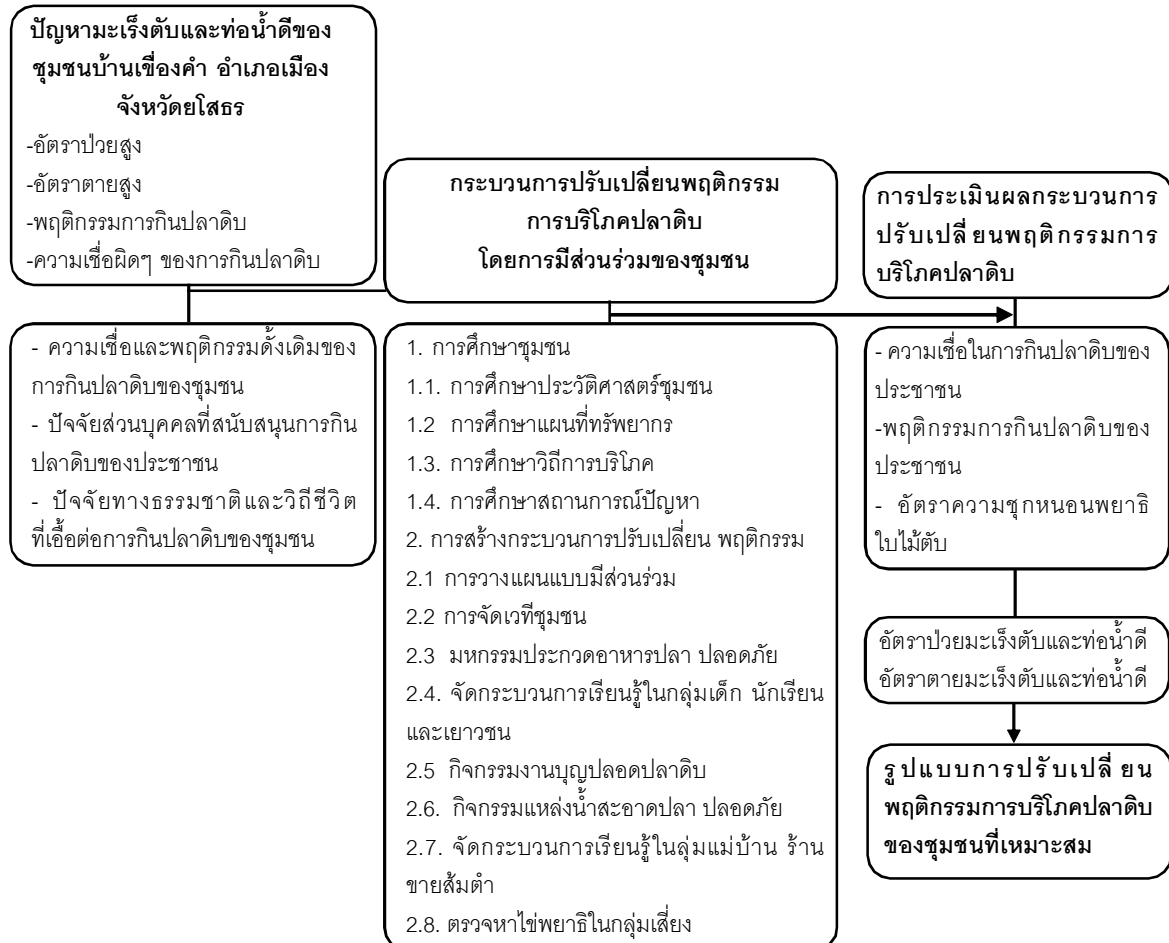 ปัญหามะเร็งตับและท่อน้ำดีของ
ชุมชนบ้านเขื่องคำ อำเภอเมือง
จังหวัดยโสธร
-อัตราป่วยสูง
-อัตราตายสูง
-พฤติกรรมการกินปลาดิบ
-ความเชื่อผิดๆ ของการกินปลาดิบ
- ความเชื่อและพฤติกรรมดั้งเดิมของ
การกินปลาดิบของชุมชน
- ปัจจัยส่วนบุคคลที่สนับสนุนการกิน
ปลาดิบของประชาชน
- ปัจจัยทางธรรมชาติและวิถีชีวิต
ที่เอื้อต่อการกินปลาดิบของชุมชน
กระบวนการปรับเปลี่ยนพฤติกรรม
การบริโภคปลาดิบ
โดยการมีส่วนร่วมของชุมชน
1. การศึกษาชุมชน
1.1. การศึกษาประวัติศาสตร์ชุมชน
1.2 การศึกษาแผนที่ทรัพยากร
1.3. การศึกษาวิถีการบริโภค
1.4. การศึกษาสถานการณ์ปัญหา
2. การสร้างกระบวนการปรับเปลี่ยน พฤติกรรม
2.1 การวางแผนแบบมีส่วนร่วม
2.2 การจัดเวทีชุมชน
2.3 มหกรรมประกวดอาหารปลา ปลอดภัย
2.4. จัดกระบวนการเรียนรู้ในกลุ่มเด็ก นักเรียน
และเยาวชน
2.5 กิจกรรมงานบุญปลอดปลาดิบ
2.6. กิจกรรมแหล่งน้ำสะอาดปลา ปลอดภัย
2.7. จัดกระบวนการเรียนรู้ในลุ่มแม่บ้าน ร้าน
ขายส้มตำ
2.8. ตรวจหาไข่พยาธิในกลุ่มเสี่ยง
การประเมินผลกระบวนการ
ปรับเปลี่ยนพฤติกรรมการ
บริโภคปลาดิบ
- ความเชื่อในการกินปลาดิบของ
ประชาชน
-พฤติกรรมการกินปลาดิบของ
ประชาชน
- อัตราความชุกหนอนพยาธิ
ใบไม้ตับ
อัตราป่วยมะเร็งตับและท่อน้ำดี
อัตราตายมะเร็งตับและท่อน้ำดี
รูปแบบการปรับเปลี่ยน
พฤติกรรมการบริโภคปลาดิบ
ของชุมชนที่เหมาะสม